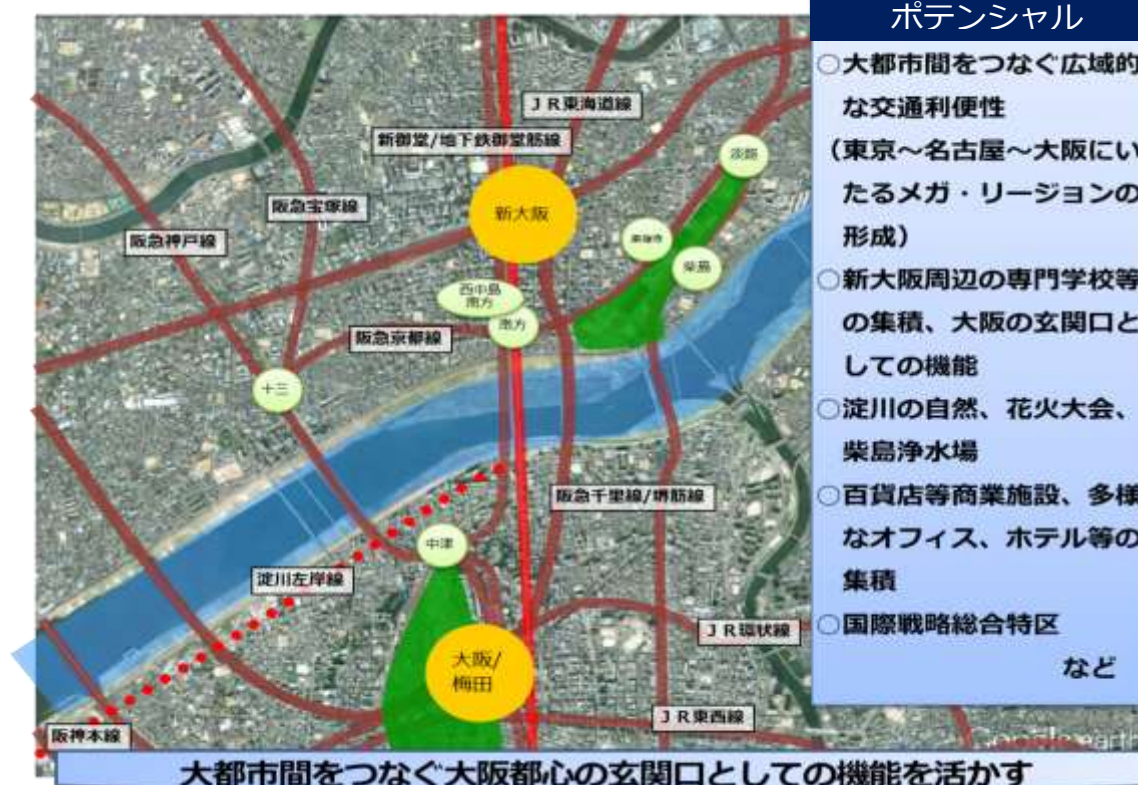 ポテンシャル
○大都市間をつなぐ広域的
な交通利便性
(東京～名古屋～大阪にい
たるメガ・リージョンの
形成)
○新大阪周辺の専門学校等
の集積、大阪の玄関口と
しての機能
○淀川の自然、花火大会、
柴島浄水場
○百貨店等商業施設、多様
なオフィス、ホテル等の
集積
○国際戦略総合特区
など
ＪＲ東海道線
新御堂/地下鉄御堂筋線
淡路
阪急宝塚線
新大阪
阪急神戸線
崇禅寺
柴島
西中島
南方
南方
阪急京都線
十三
阪急千里線/堺筋線
中津
淀川左岸線
ＪＲ環状線
大阪/
梅田
ＪＲ東西線
阪神本線
Google earth
大都市間をつなぐ大阪都心の玄関口としての機能を活かす